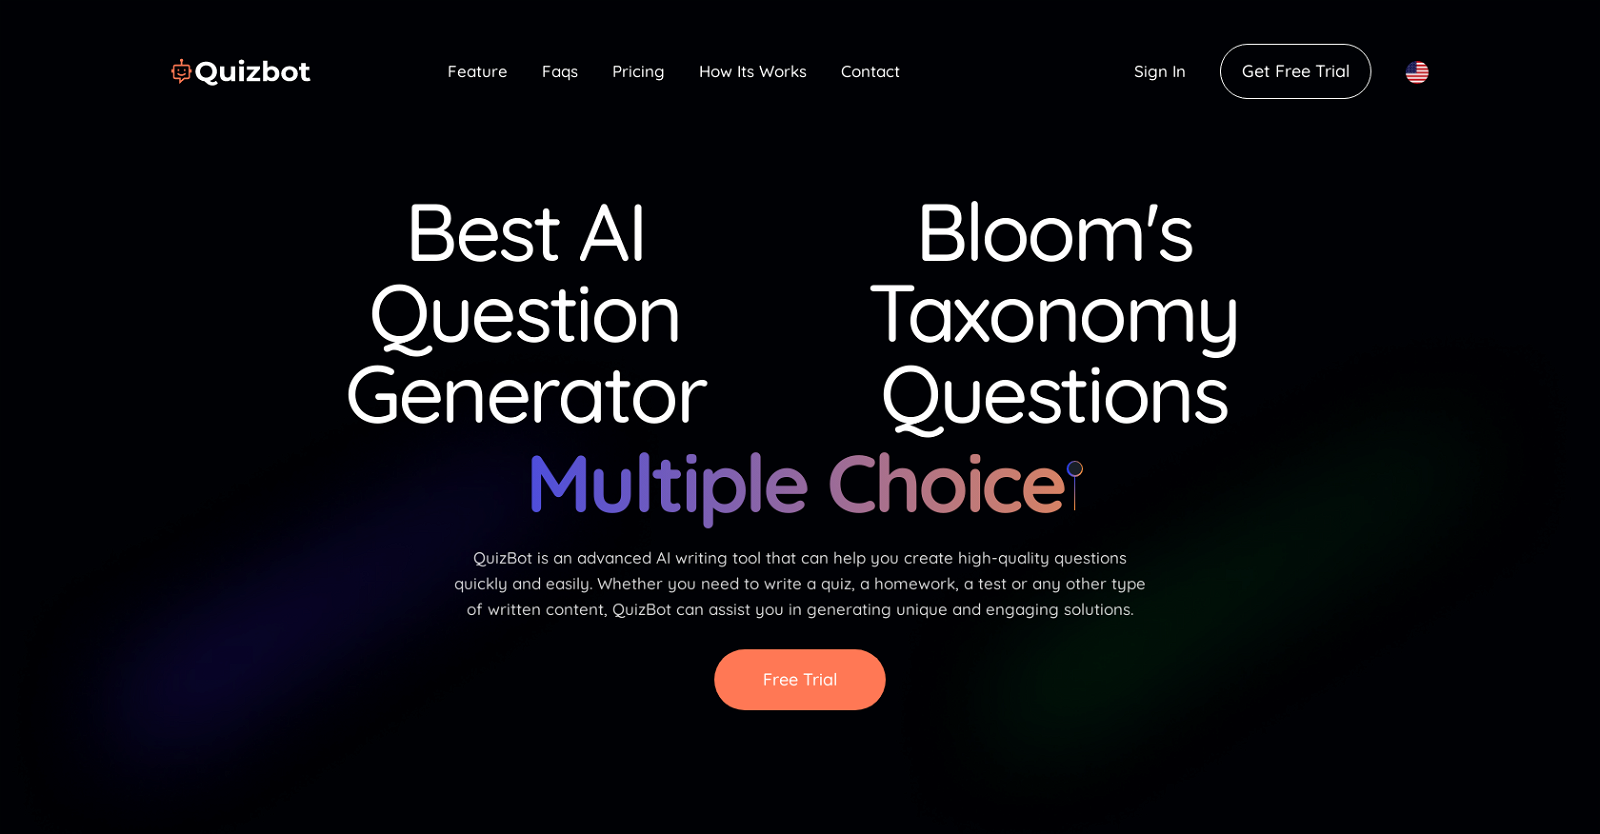 Quizbot
Feature
Faqs
Pricing
How Its Works
Contact
Sign In
Get Free Trial
Best AI
Question
Generator
Bloom's
Taxonomy
Questions
Multiple Choice
QuizBot is an advanced AI writing tool that can help you create high-quality questions
quickly and easily. Whether you need to write a quiz, a homework, a test or any other type
of written content, QuizBot can assist you in generating unique and engaging solutions.
Free Trial